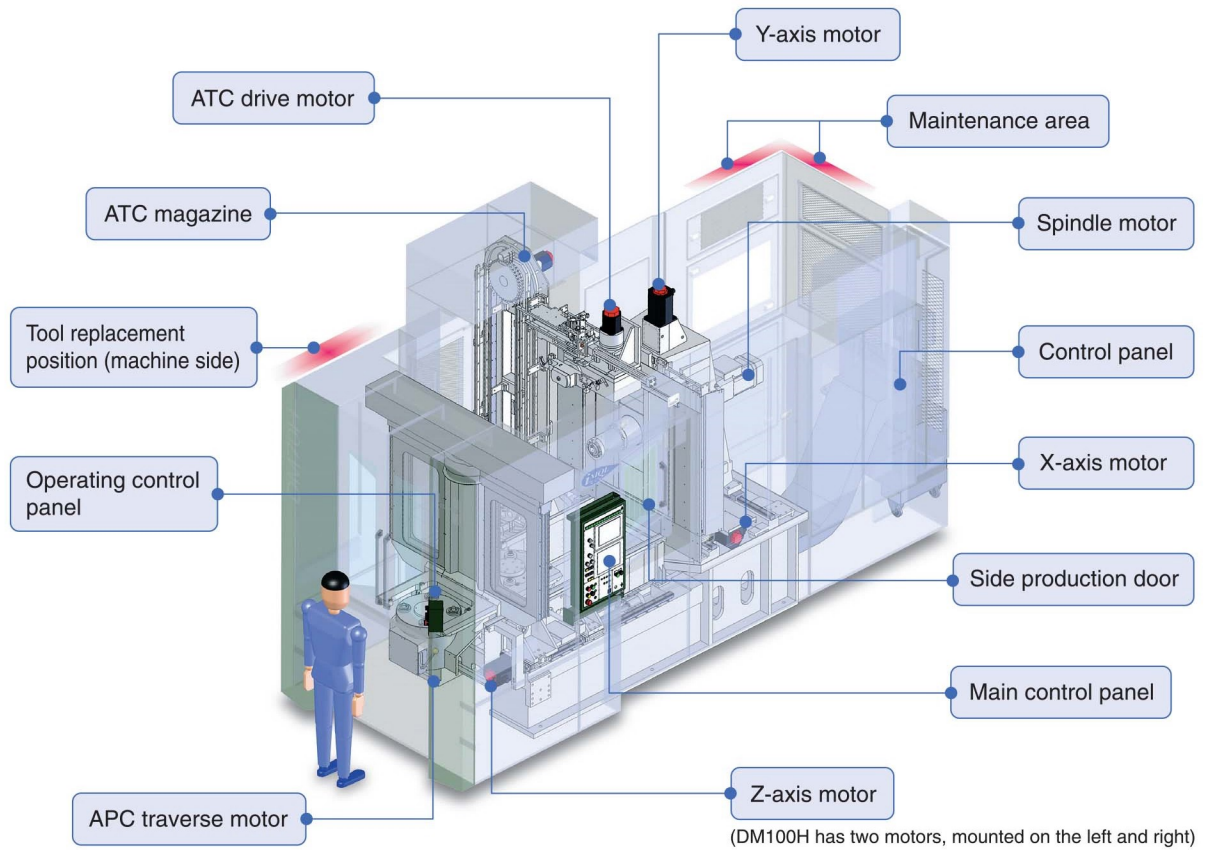 Y-axis motor
ATC drive motor
Maintenance area
ATC magazine
Spindle motor
Tool replacement
position (machine side)
Control panel
Operating control
panel
X-axis motor
Side production door
Main control panel
Z-axis motor
APC traverse motor
(DM100H has two motors, mounted on the left and right)